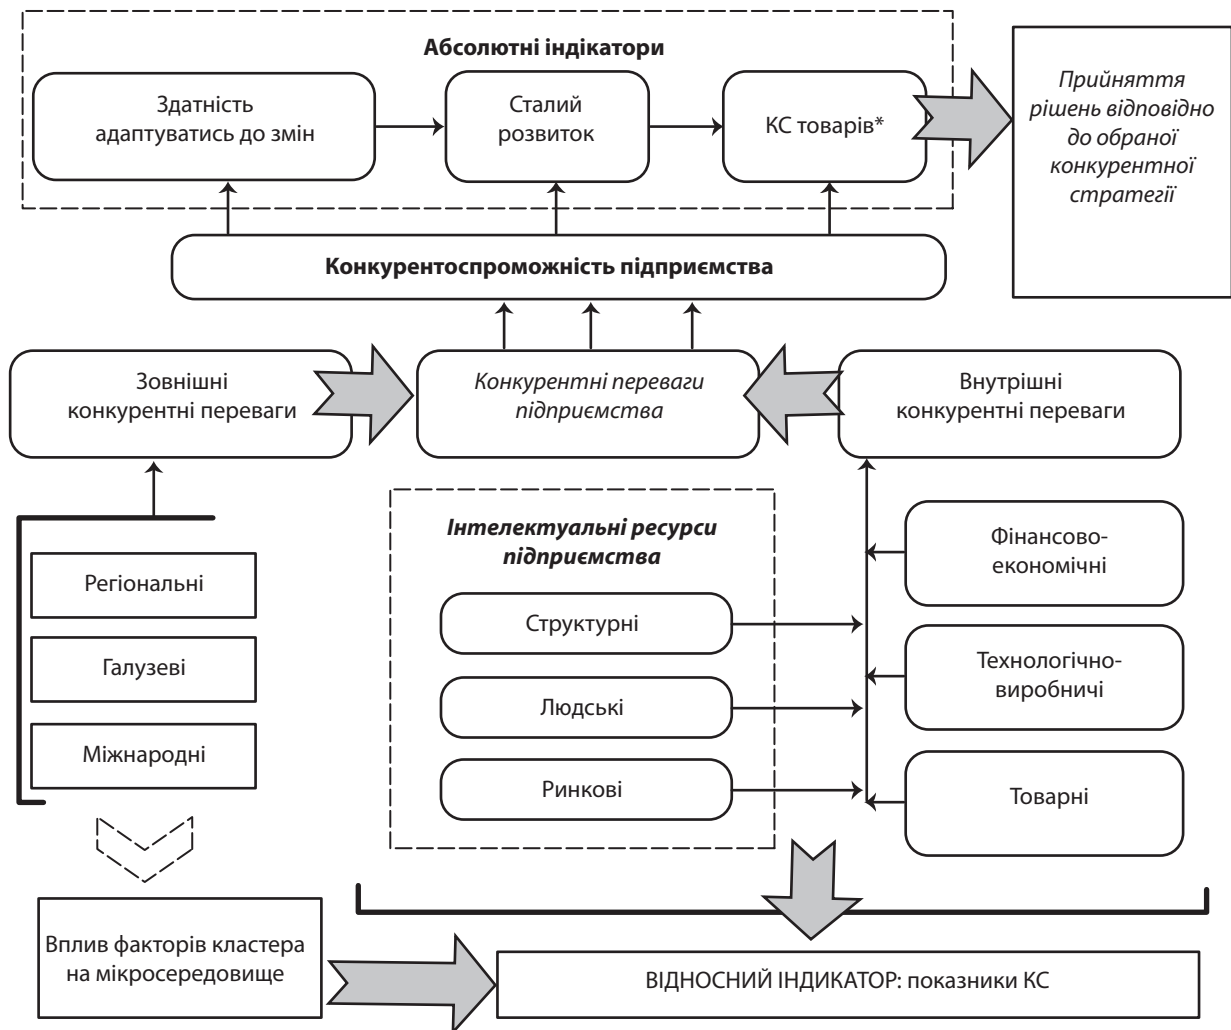 Абсолютні індикатори
Здатність
адаптуватись до змін
Сталий
розвиток
КС товарів*
Прийняття
рішень відповідно
до обраної
конкурентної
стратегії
Конкурентоспроможність підприємства
Зовнішні
конкурентні переваги
Конкурентні переваги
підприємства
Внутрішні
конкурентні переваги
Регіональні
Галузеві
Міжнародні
Інтелектуальні ресурси
підприємства
Структурні
Людські
Ринкові
Фінансово-
економічні
Технологічно-
виробничі
Товарні
Вплив факторів кластера
на мікросередовище
ВІДНОСНИЙ ІНДИКАТОР: показники КС